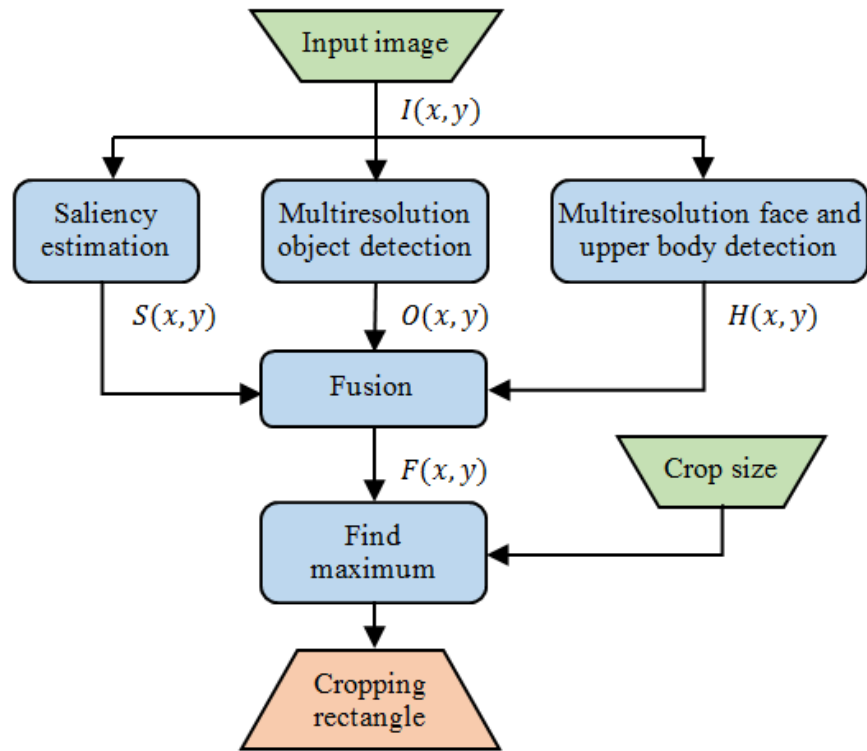 Input image
I(x, y)
Saliency
estimation
Multiresolution
object detection
Multiresolution face and
upper body detection
S(x, y)
O(x, y)
H(x, y)
Fusion
F(x, y)
Crop size
Find
maximum
Cropping
rectangle